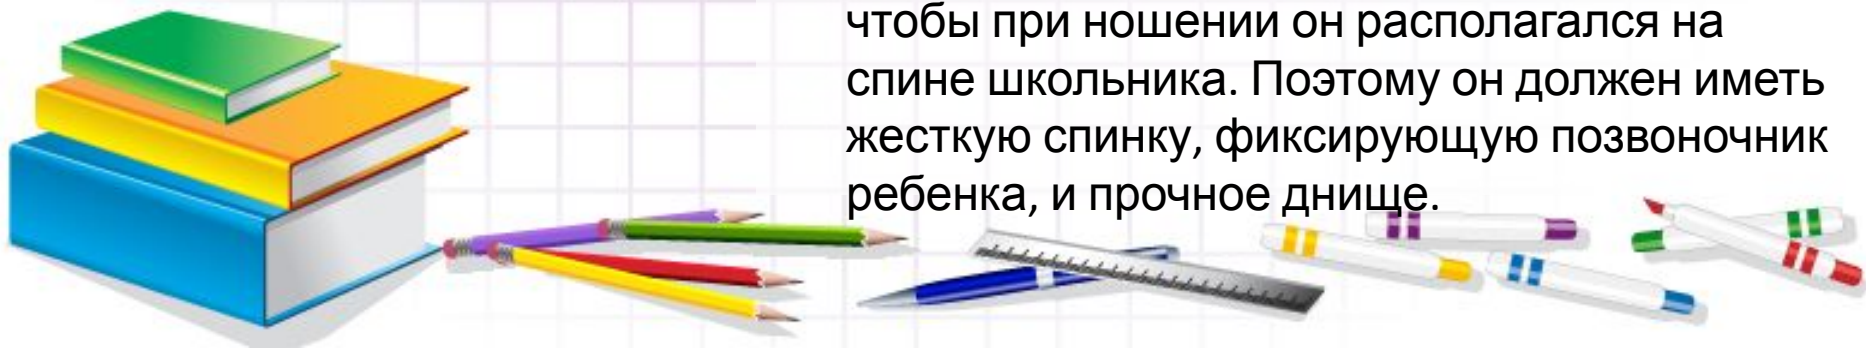 чтобы при ношении он располагался на
спине школьника. Поэтому он должен иметь
жесткую спинку, фиксирующую позвоночник
ребенка, и прочное днище.